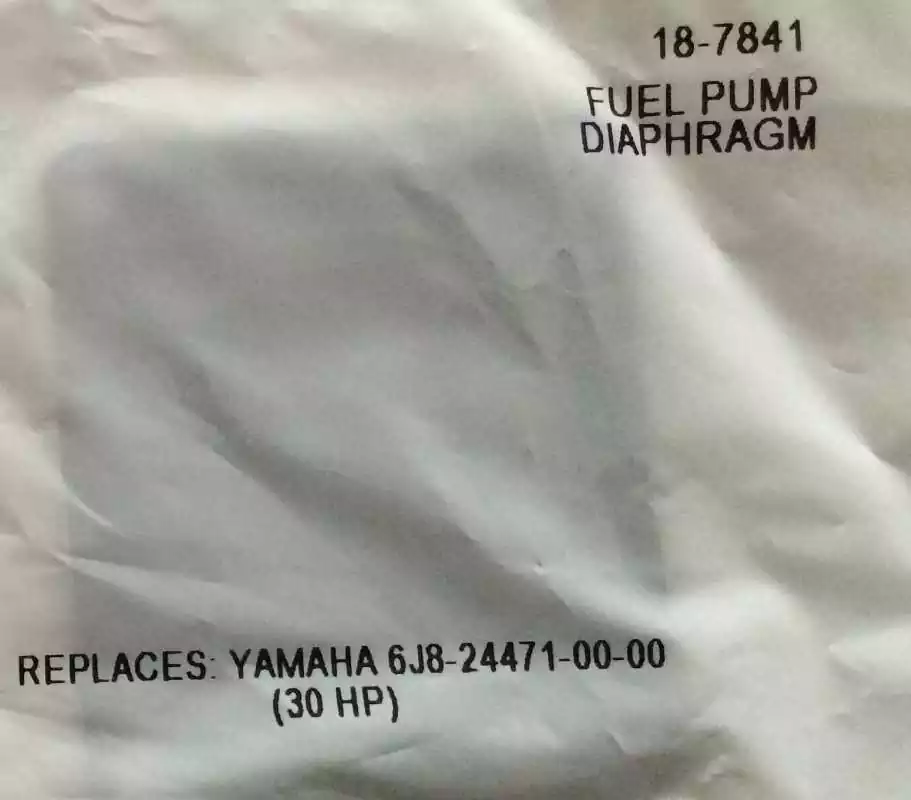 18-7841
FUEL PUMP
DIAPHRAGM
REPLACES: YAMAHA 6J8-24471-00-00
(30 HP)